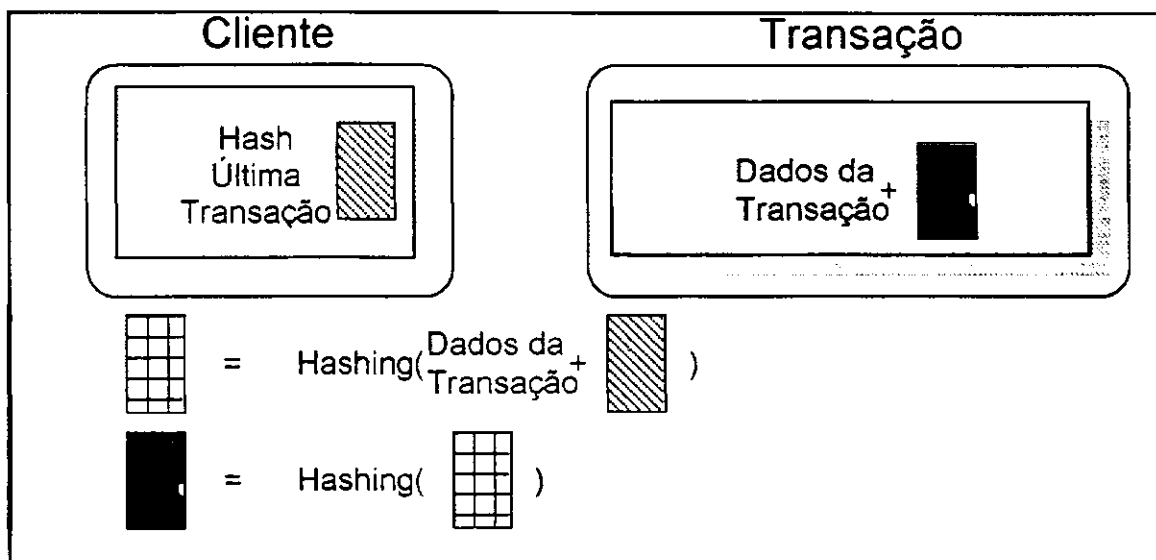 Cliente
Transação
Hash
Última
Transação
Dados da
Transação +
= Hashing( Dados da
Transação + )
= Hashing( )